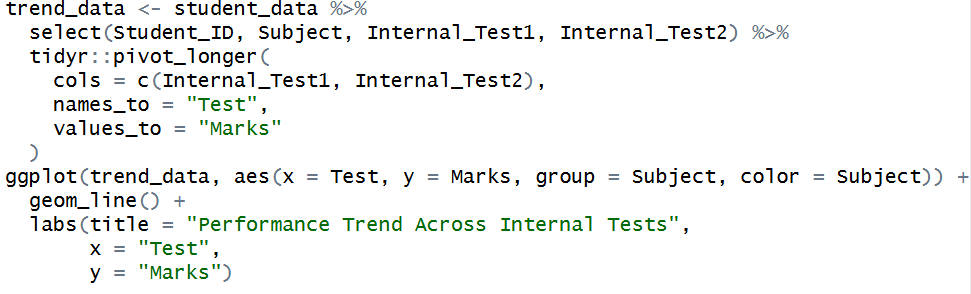 trend_data <- student_data %>%
  select(Student_ID, Subject, Internal_Test1, Internal_Test2) %>%
  tidyr::pivot_longer(
    cols = c(Internal_Test1, Internal_Test2),
    names_to = "Test",
    values_to = "Marks"
  )
ggplot(trend_data, aes(x = Test, y = Marks, group = Subject, color = Subject)) +
  geom_line() +
  labs(title = "Performance Trend Across Internal Tests",
       x = "Test",
       y = "Marks")